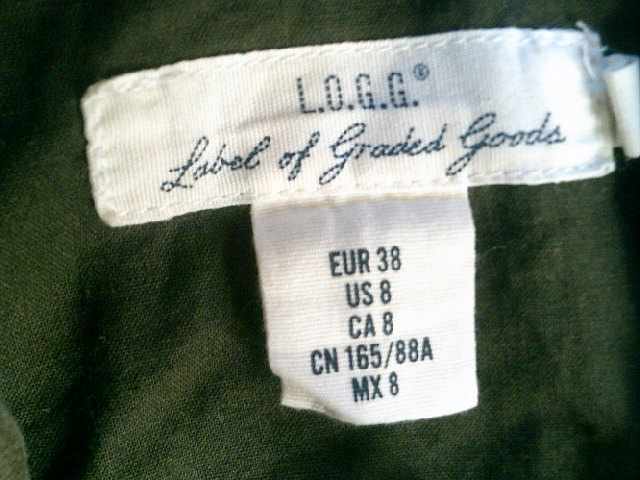 L.O.G.G.®
Label of Graded Goods
EUR 38
US 8
CA 8
CN 165/88A
MX 8